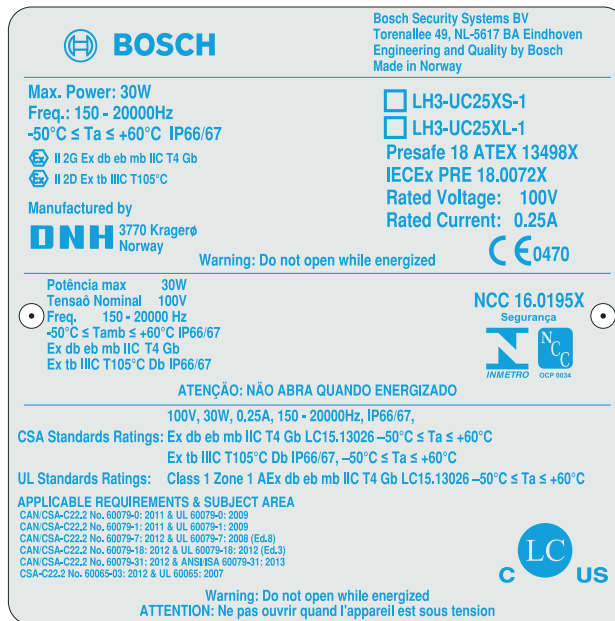 BOSCH
Bosch Security Systems BV
Torenallee 49, NL-5617 BA Eindhoven
Engineering and Quality by Bosch
Made in Norway
Max. Power: 30W
Freq.: 150 - 20000Hz
-50°C ≤ Ta ≤ +60°C IP66/67
Ex II 2G Ex db eb mb IIC T4 Gb
Ex II 2D Ex tb IIIC T105°C
Manufactured by
DNH 3770 Kragerø
Norway
LH3-UC25XS-1
LH3-UC25XL-1
Presafe 18 ATEX 13498X
IECEx PRE 18.0072X
Rated Voltage: 100V
Rated Current: 0.25A
CE 0470
Warning: Do not open while energized
Potência max 30W
Tensaô Nominal 100V
Freq. 150 - 20000 Hz
-50°C ≤ Tamb ≤ +60°C IP66/67
Ex db eb mb IIC T4 Gb
Ex tb IIIC T105°C Db IP66/67
NCC 16.0195X
Segurança
INMETRO
NCC
OCP 0034
ATENÇÃO: NÃO ABRA QUANDO ENERGIZADO
100V, 30W, 0.25A, 150 - 20000Hz, IP66/67,
CSA Standards Ratings: Ex db eb mb IIC T4 Gb LC15.13026 –50°C ≤ Ta ≤ +60°C
Ex tb IIIC T105°C Db IP66/67, –50°C ≤ Ta ≤ +60°C
UL Standards Ratings: Class 1 Zone 1 AEx db eb mb IIC T4 Gb LC15.13026 –50°C ≤ Ta ≤ +60°C
APPLICABLE REQUIREMENTS & SUBJECT AREA
CAN/CSA-C22.2 No. 60079-0: 2011 & UL 60079-0: 2009
CAN/CSA-C22.2 No. 60079-1: 2011 & UL 60079-1: 2009
CAN/CSA-C22.2 No. 60079-7: 2012 & UL 60079-7: 2008 (Ed.8)
CAN/CSA-C22.2 No. 60079-18: 2012 & UL 60079-18: 2012 (Ed.3)
CAN/CSA-C22.2 No. 60079-31: 2012 & ANSI/ISA 60079-31: 2013
CSA-C22.2 No. 60065-03: 2012 & UL 60065: 2007
C LC US
Warning: Do not open while energized
ATTENTION: Ne pas ouvrir quand l'appareil est sous tension